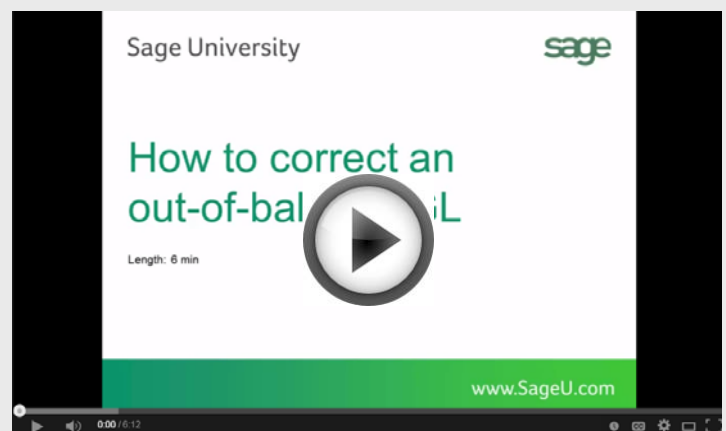 Sage University
sage
How to correct an
out-of-bal L
Length: 6 min
www.SageU.com
0:00 / 6:12
CC